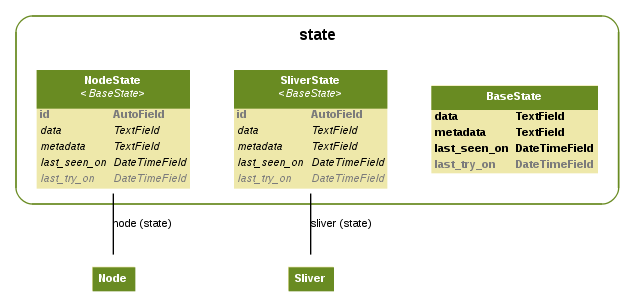 state
NodeState
<BaseState>
id AutoField
data TextField
metadata TextField
last_seen_on DateTimeField
last_try_on DateTimeField
SliverState
<BaseState>
id AutoField
data TextField
metadata TextField
last_seen_on DateTimeField
last_try_on DateTimeField
BaseState
data TextField
metadata TextField
last_seen_on DateTimeField
last_try_on DateTimeField
node (state)
sliver (state)
Node
Sliver